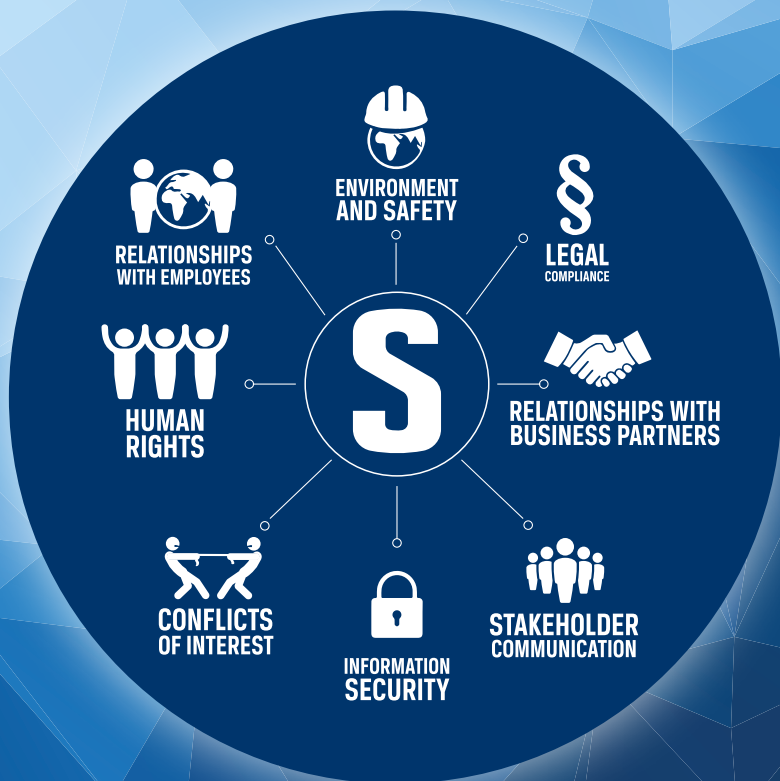 ENVIRONMENT
AND SAFETY
RELATIONSHIPS
WITH EMPLOYEES
LEGAL
COMPLIANCE
HUMAN
RIGHTS
S
RELATIONSHIPS WITH
BUSINESS PARTNERS
CONFLICTS
OF INTEREST
INFORMATION
SECURITY
STAKEHOLDER
COMMUNICATION